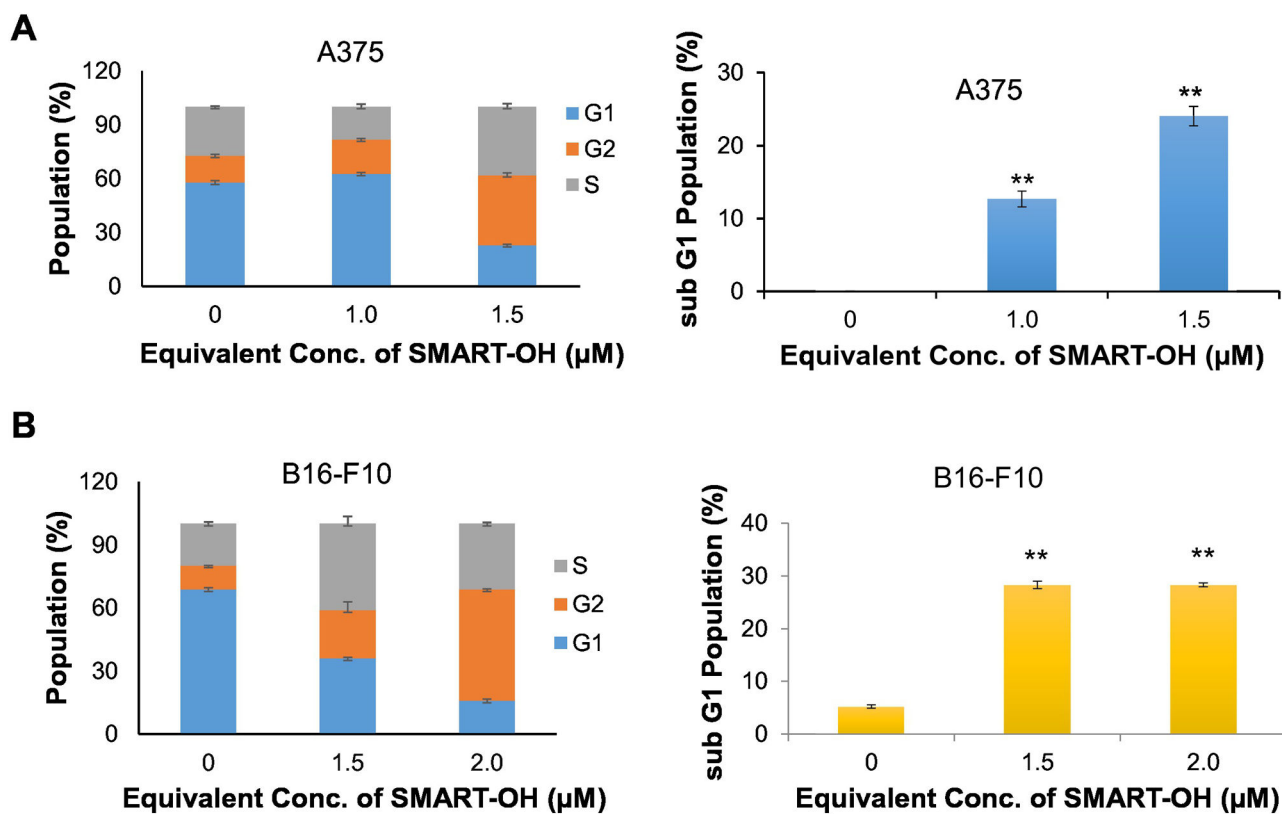 A
A375
Population (%)
120
90
60
30
0
G1
G2
S
0 1.0 1.5
Equivalent Conc. of SMART-OH (µM)
A375
sub G1 Population (%)
30
20
10
0
**
**
0 1.0 1.5
Equivalent Conc. of SMART-OH (µM)
B
B16-F10
Population (%)
120
90
60
30
0
S
G2
G1
0 1.5 2.0
Equivalent Conc. of SMART-OH (µM)
B16-F10
sub G1 Population (%)
40
30
20
10
0
**
**
0 1.5 2.0
Equivalent Conc. of SMART-OH (µM)